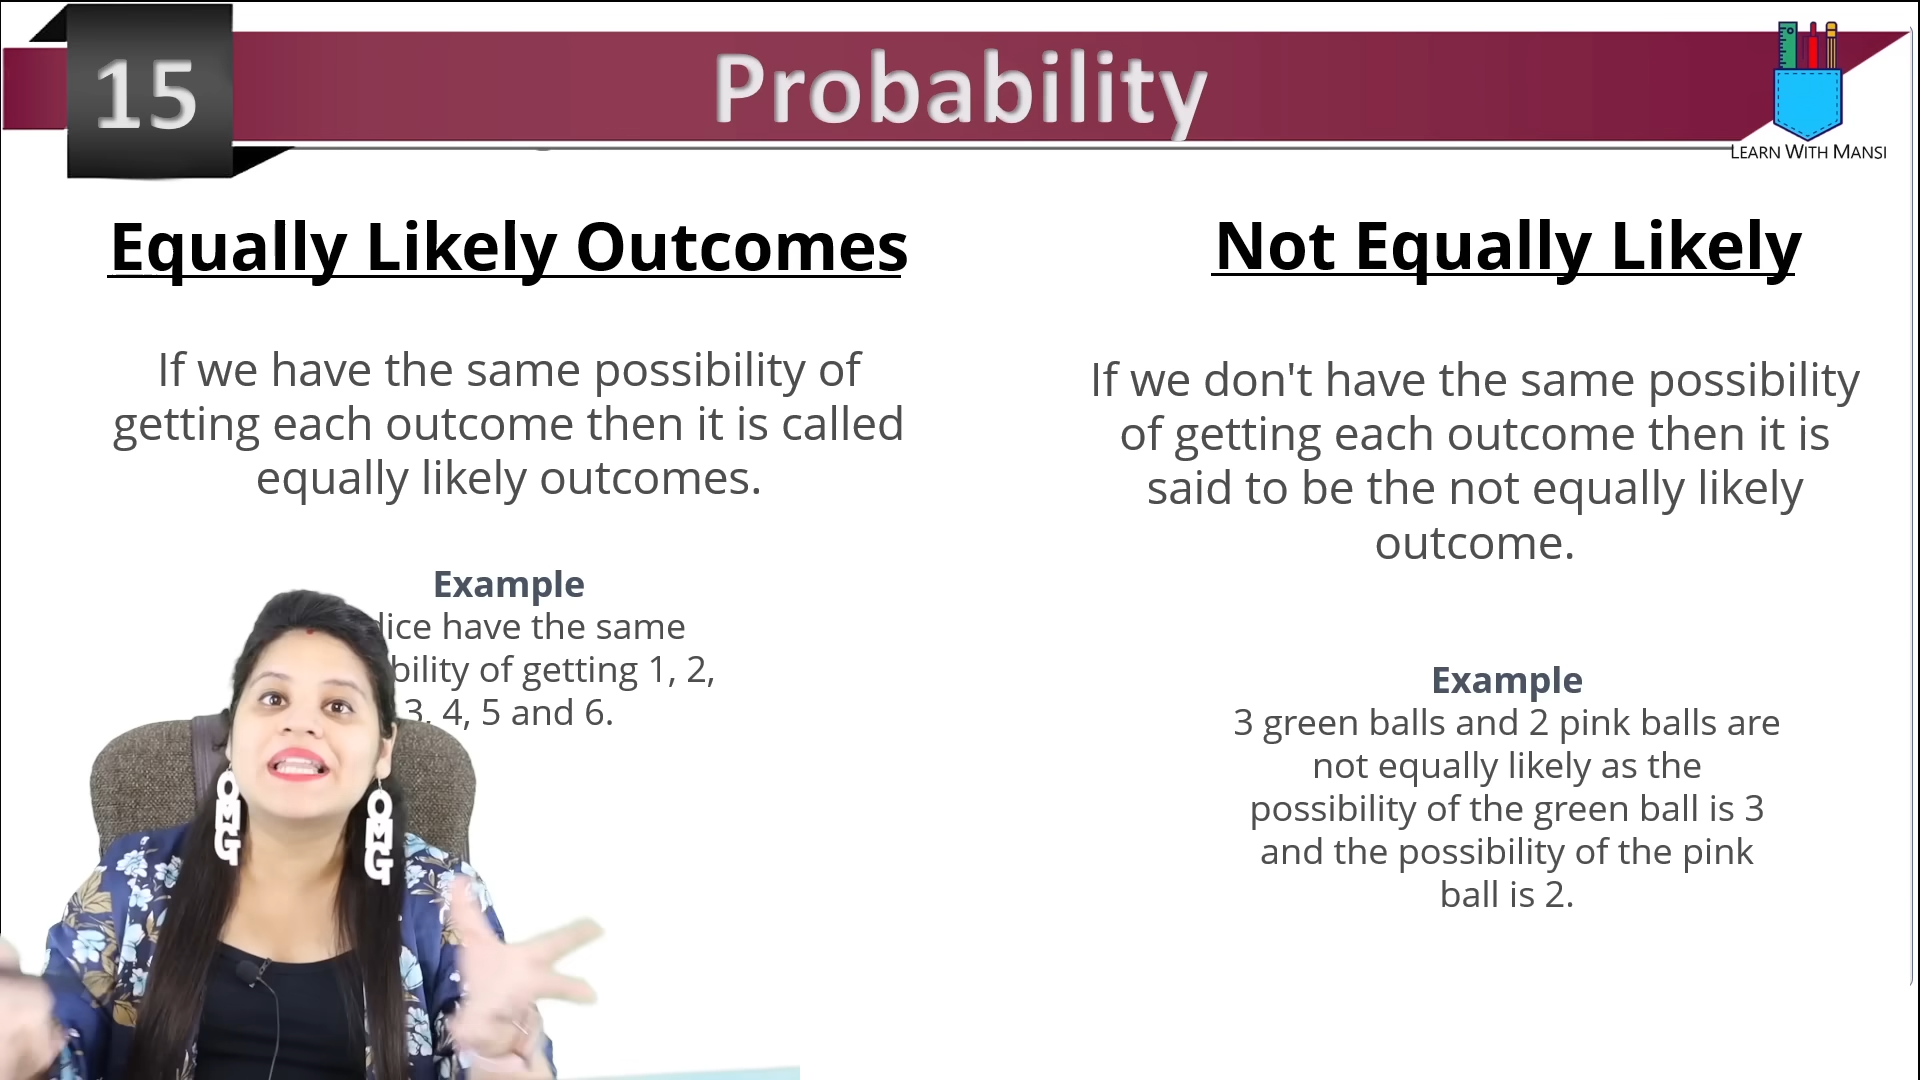 15
Probability
LEARN WITH MANSI
Equally Likely Outcomes
If we have the same possibility of
getting each outcome then it is called
equally likely outcomes.
Example
dice have the same
bility of getting 1, 2,
3, 4, 5 and 6.
OMG
OMG
Not Equally Likely
If we don't have the same possibility
of getting each outcome then it is
said to be the not equally likely
outcome.
Example
3 green balls and 2 pink balls are
not equally likely as the
possibility of the green ball is 3
and the possibility of the pink
ball is 2.